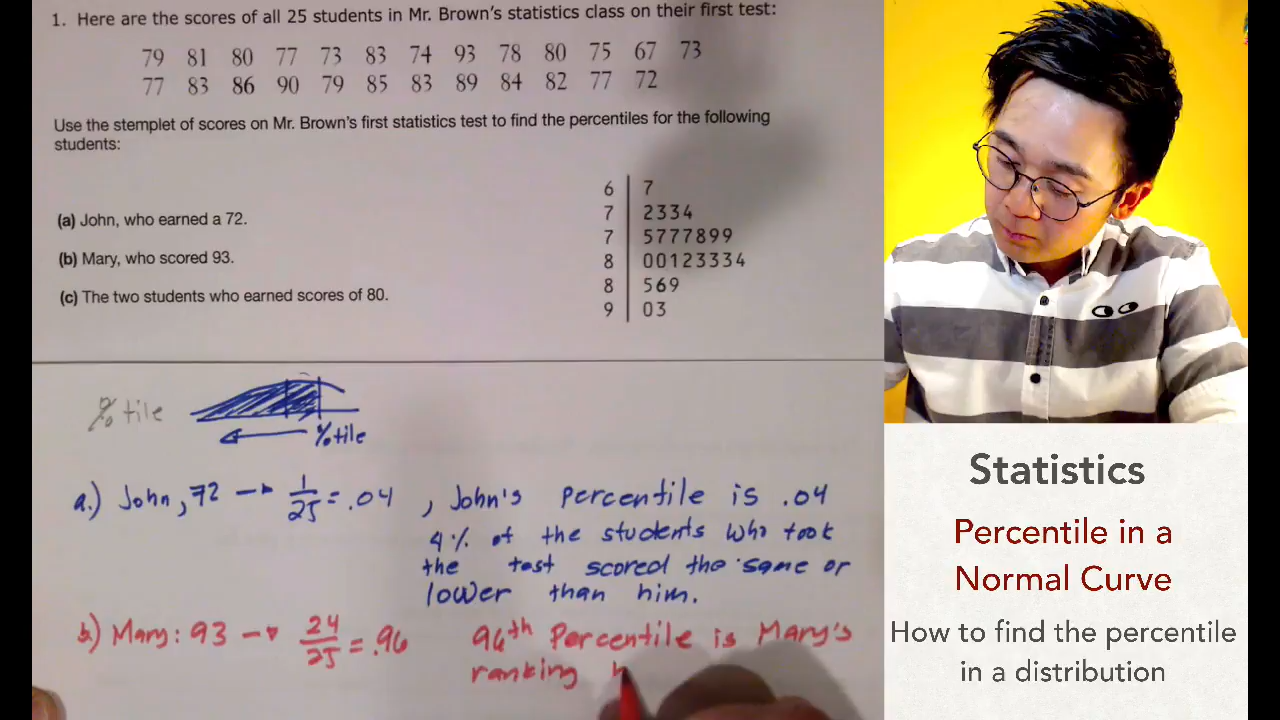 1. Here are the scores of all 25 students in Mr. Brown's statistics class on their first test:
79 81 80 77 73 83 74 93 78 80 75 67 73
77 83 86 90 79 85 83 89 84 82 77 72
Use the stemplet of scores on Mr. Brown's first statistics test to find the percentiles for the following
students:
(a) John, who earned a 72.
(b) Mary, who scored 93.
(c) The two students who earned scores of 80.
6 | 7
7 | 2334
7 | 5777899
8 | 00123334
8 | 569
9 | 03
%tile
%tile
a.) John, 72 → 1/25 = .04 , John's percentile is .04
4% of the students who took
the test scored the same or
lower than him.
b) Mary: 93 → 24/25 = .96 96th Percentile is Mary's
ranking
Statistics
Percentile in a
Normal Curve
How to find the percentile
in a distribution